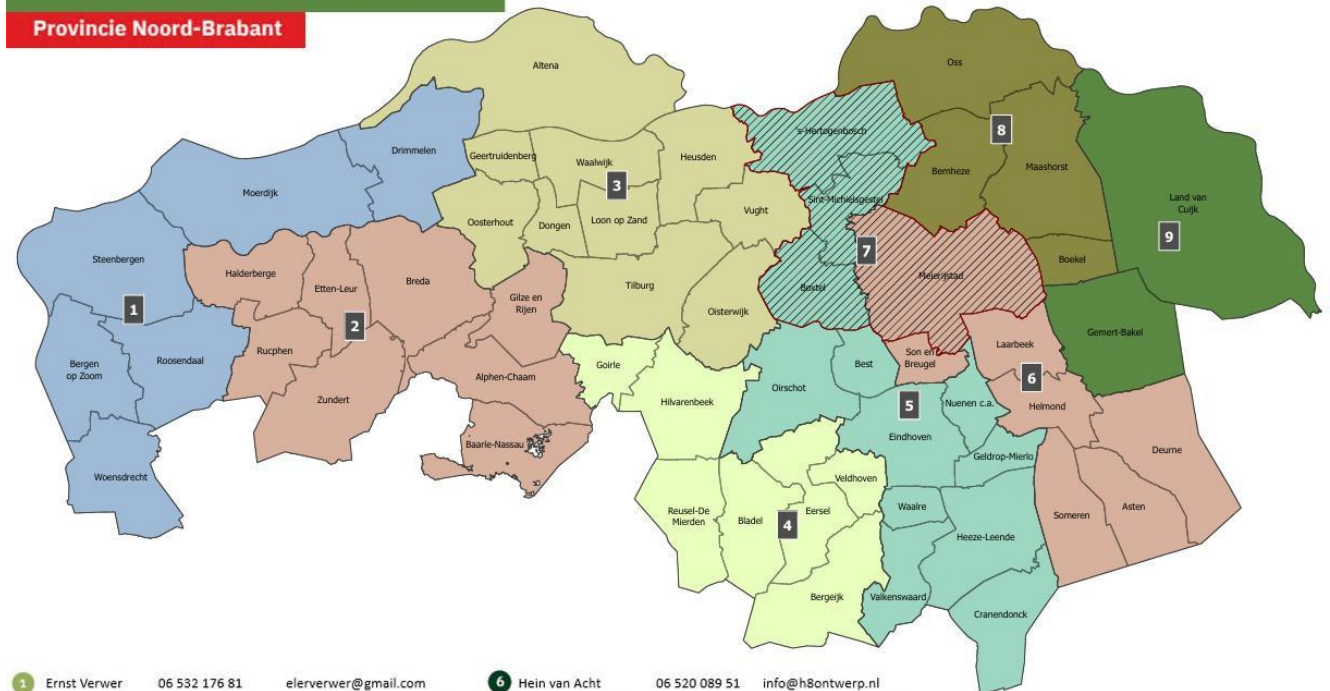 Provincie Noord-Brabant
Altena
Oss
Drimmelen
Geertruidenberg
Waalwijk
Heusden
's-Hertogenbosch
8
Moerdijk
3
Bernheze
Maashorst
Oosterhout
Dongen
Loon op Zand
Vught
Sint-Michielsgestel
Land van
Cuijk
9
Steenbergen
Halderberge
Etten-Leur
Breda
Gilze en
Rijen
Tilburg
Oisterwijk
Boxtel
7
Meierijstad
Boekel
1
2
Gemert-Bakel
Bergen
op Zoom
Roosendaal
Rucphen
Zundert
Alphen-Chaam
Goirle
Hilvarenbeek
Oirschot
Best
Son en
Breugel
Laarbeek
6
Helmond
5
Nuenen c.a.
Eindhoven
Baarle-Nassau
Geldrop-Mierlo
Deurne
Woensdrecht
Reusel-De
Mierden
Bladel
4
Eersel
Veldhoven
Waalre
Heeze-Leende
Someren
Asten
Bergeijk
Valkenswaard
Cranendonck
1 Ernst Verwer 06 532 176 81 elerverwer@gmail.com
6 Hein van Acht 06 520 089 51 info@h8ontwerp.nl